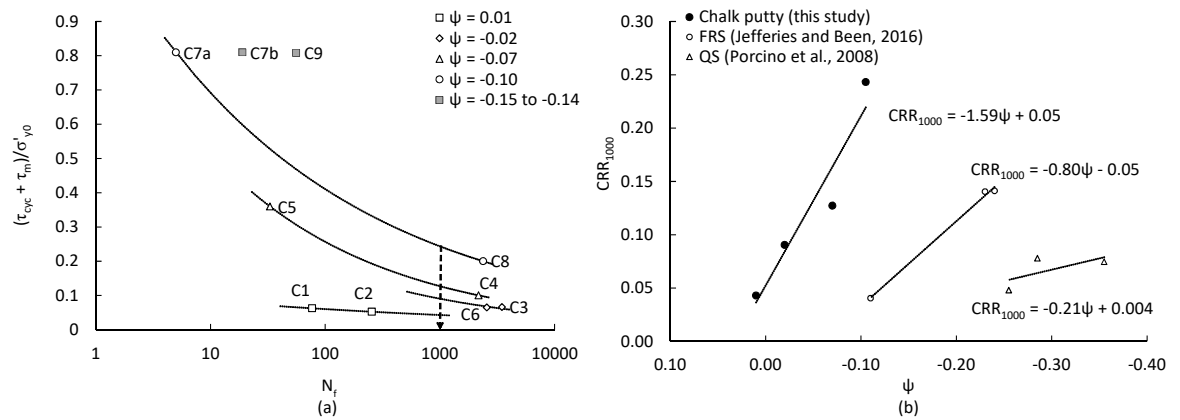 (τcyc + τm)/σ'y0
0.9
0.8
0.7
0.6
0.5
0.4
0.3
0.2
0.1
0
1
10
100
1000
10000
Nf
(a)
ψ = 0.01
ψ = -0.02
ψ = -0.07
ψ = -0.10
ψ = -0.15 to -0.14
C7a
C7b
C9
C5
C8
C4
C1
C2
C6
C3
CRR1000
0.30
0.25
0.20
0.15
0.10
0.05
0.00
0.10
0.00
-0.10
-0.20
-0.30
-0.40
ψ
(b)
Chalk putty (this study)
FRS (Jefferies and Been, 2016)
QS (Porcino et al., 2008)
CRR1000 = -1.59ψ + 0.05
CRR1000 = -0.80ψ - 0.05
CRR1000 = -0.21ψ + 0.004